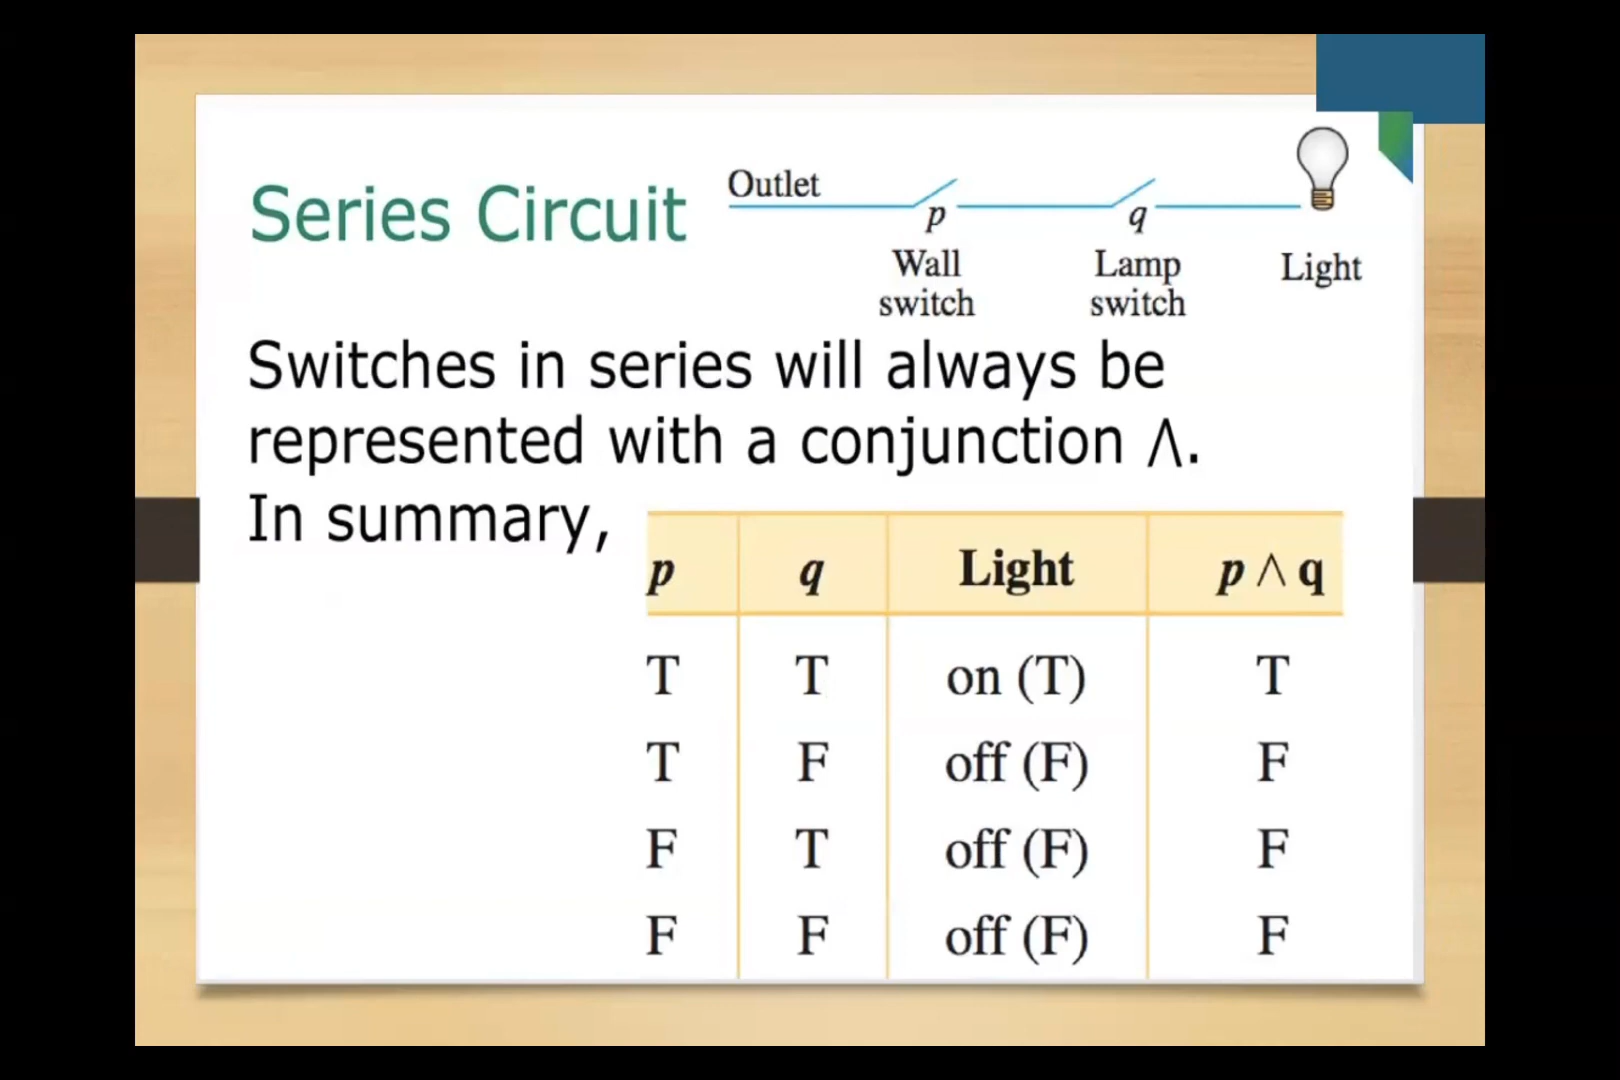 Series Circuit
Outlet
p
q
Wall switch
Lamp switch
Light
Switches in series will always be
represented with a conjunction Λ.
In summary,
p q Light p ∧ q
T T on (T) T
T F off (F) F
F T off (F) F
F F off (F) F